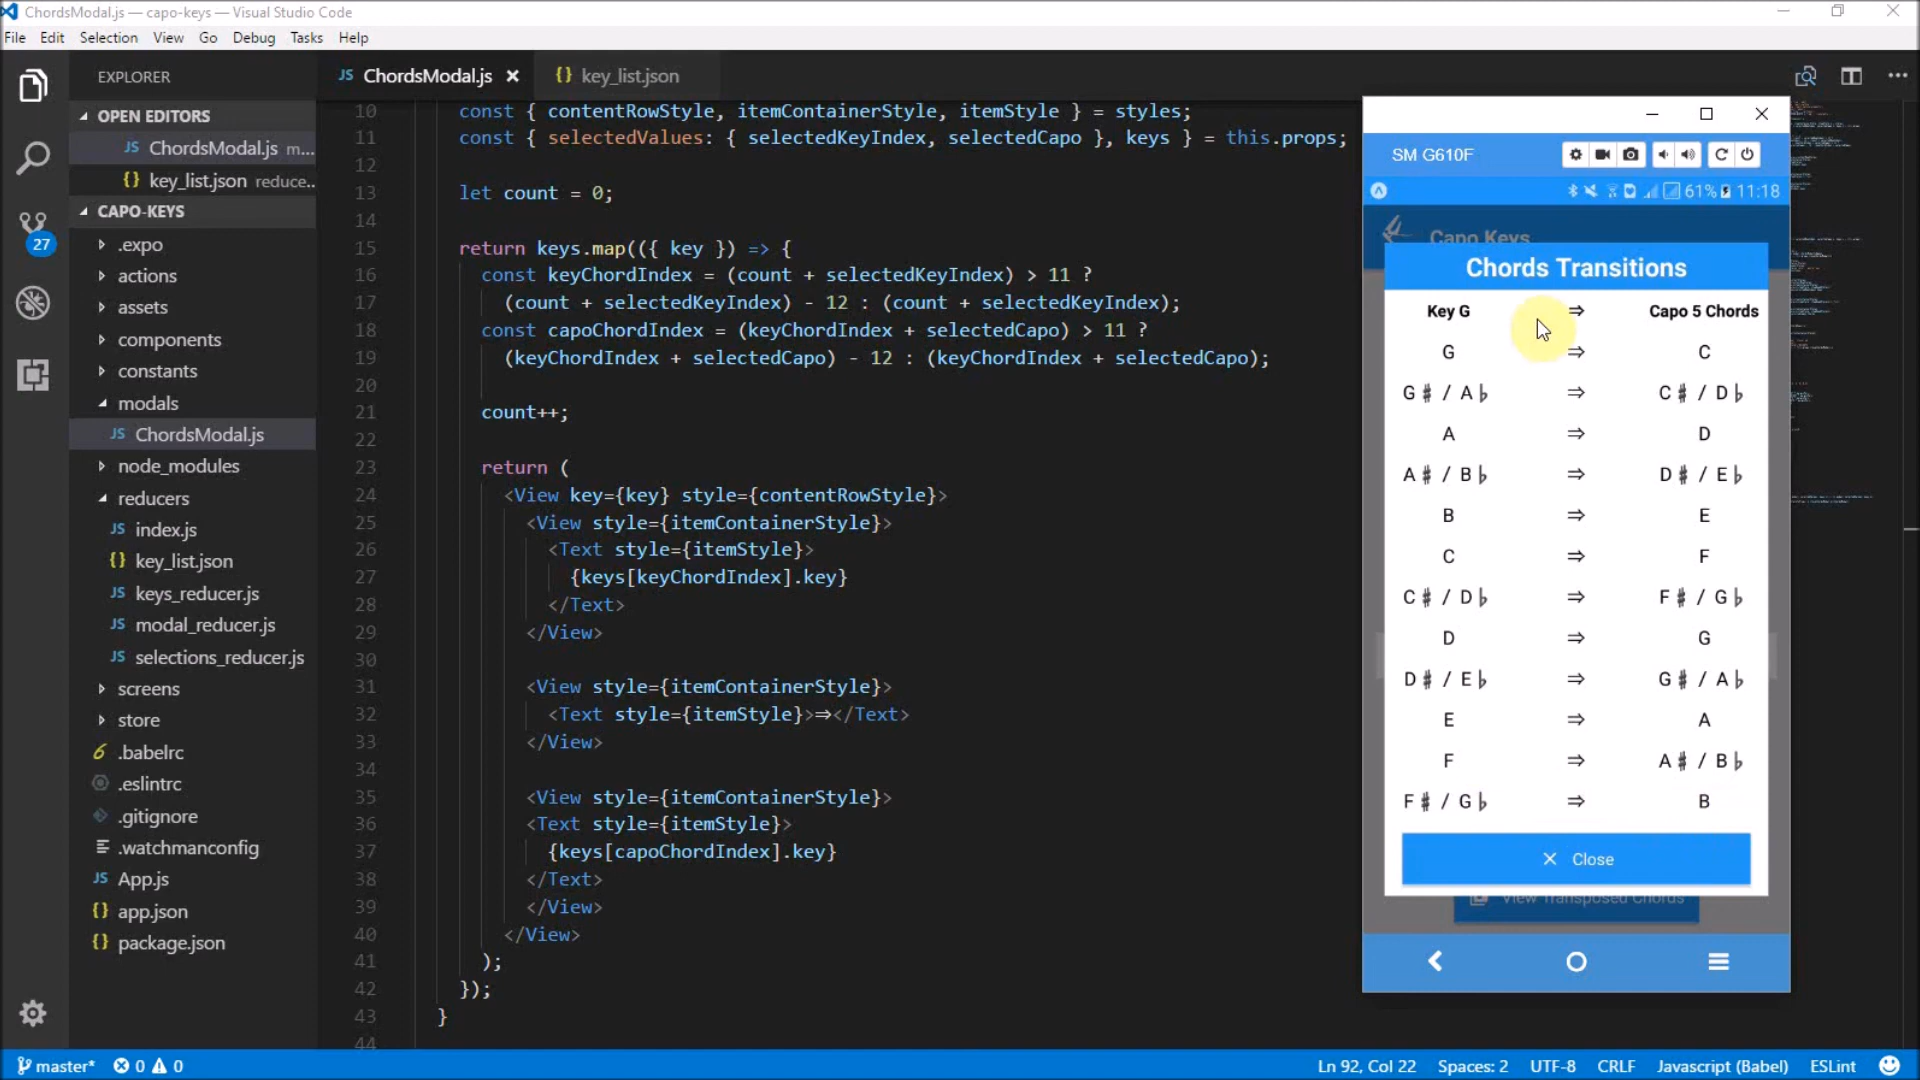 ChordsModal.js — capo-keys — Visual Studio Code
File Edit Selection View Go Debug Tasks Help
EXPLORER
OPEN EDITORS
JS ChordsModal.js m...
{} key_list.json reduce...
CAPO-KEYS
.expo
actions
assets
components
constants
modals
JS ChordsModal.js
node_modules
reducers
JS index.js
{} key_list.json
JS keys_reducer.js
JS modal_reducer.js
JS selections_reducer.js
screens
store
6 .babelrc
.eslintrc
.gitignore
.watchmanconfig
JS App.js
{} app.json
{} package.json
27
JS ChordsModal.js
{} key_list.json
10 const { contentRowStyle, itemContainerStyle, itemStyle } = styles;
11 const { selectedValues: { selectedKeyIndex, selectedCapo }, keys } = this.props;
12
13 let count = 0;
14
15 return keys.map(({ key }) => {
16 const keyChordIndex = (count + selectedKeyIndex) > 11 ?
17 (count + selectedKeyIndex) - 12 : (count + selectedKeyIndex);
18 const capoChordIndex = (keyChordIndex + selectedCapo) > 11 ?
19 (keyChordIndex + selectedCapo) - 12 : (keyChordIndex + selectedCapo);
20
21 count++;
22
23 return (
24 <View key={key} style={contentRowStyle}>
25 <View style={itemContainerStyle}>
26 <Text style={itemStyle}>
27 {keys[keyChordIndex].key}
28 </Text>
29 </View>
30
31 <View style={itemContainerStyle}>
32 <Text style={itemStyle}>⇒</Text>
33 </View>
34
35 <View style={itemContainerStyle}>
36 <Text style={itemStyle}>
37 {keys[capoChordIndex].key}
38 </Text>
39 </View>
40 </View>
41 );
42 });
43 }
44
SM G610F
61% 11:18
Capo Keys
Chords Transitions
Key G ⇒ Capo 5 Chords
G ⇒ C
G♯ / A♭ ⇒ C♯ / D♭
A ⇒ D
A♯ / B♭ ⇒ D♯ / E♭
B ⇒ E
C ⇒ F
C♯ / D♭ ⇒ F♯ / G♭
D ⇒ G
D♯ / E♭ ⇒ G♯ / A♭
E ⇒ A
F ⇒ A♯ / B♭
F♯ / G♭ ⇒ B
Close
View Transposed Chords
master* 0 0 Ln 92, Col 22 Spaces: 2 UTF-8 CRLF Javascript (Babel) ESLint